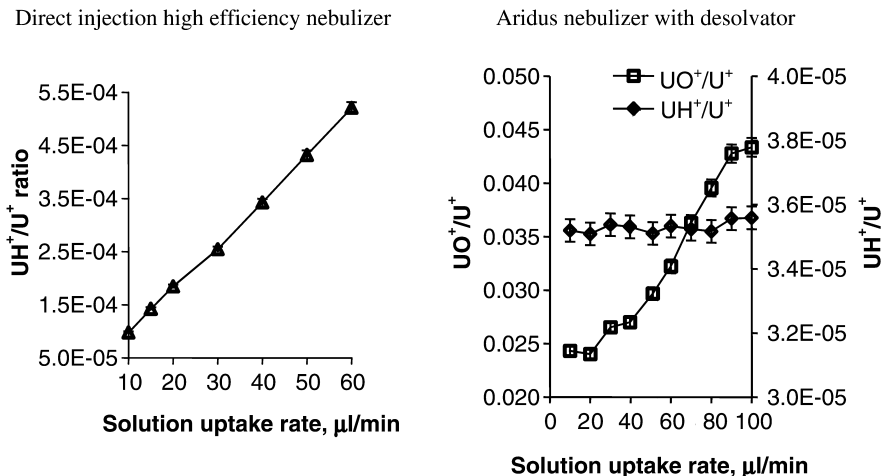 Direct injection high efficiency nebulizer
UH⁺/U⁺ ratio
5.5E-04
4.5E-04
3.5E-04
2.5E-04
1.5E-04
5.0E-05
10 20 30 40 50 60
Solution uptake rate, μl/min
Aridus nebulizer with desolvator
UO⁺/U⁺
UH⁺/U⁺
UO⁺/U⁺
0.050
0.045
0.040
0.035
0.030
0.025
0.020
4.0E-05
3.8E-05
3.6E-05
3.4E-05
3.2E-05
3.0E-05
UH⁺/U⁺
0 20 40 60 80 100
Solution uptake rate, μl/min